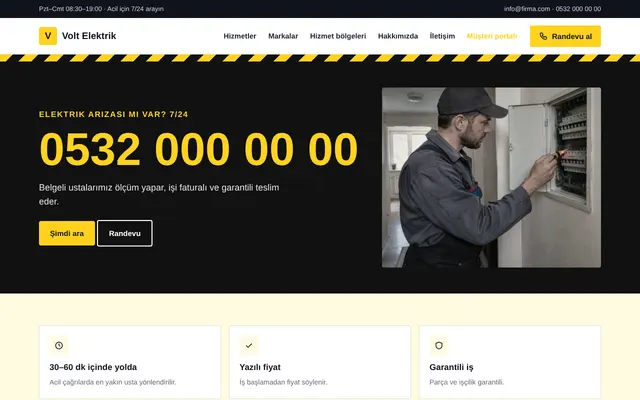 Pzt–Cmt 08:30–19:00 · Acil için 7/24 arayın
info@firma.com · 0532 000 00 00
V Volt Elektrik
Hizmetler Markalar Hizmet bölgeleri Hakkımızda İletişim Müşteri portalı Randevu al
ELEKTRIK ARIZASI MI VAR? 7/24
0532 000 00 00
Belgeli ustalarımız ölçüm yapar, işi faturalı ve garantili teslim
eder.
Şimdi ara Randevu
30–60 dk içinde yolda
Acil çağrılarda en yakın usta yönlendirilir.
Yazılı fiyat
İş başlamadan fiyat söylenir.
Garantili iş
Parça ve işçilik garantili.